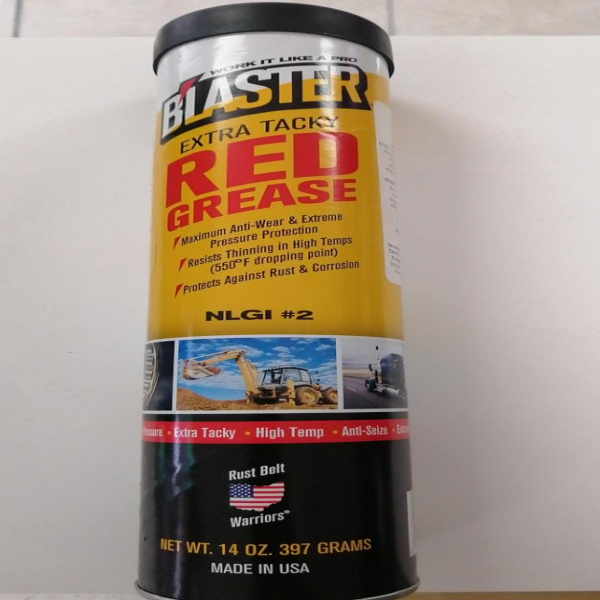 WORK IT LIKE A PRO
B'LASTER
EXTRA TACKY
RED
GREASE
Maximum Anti-Wear & Extreme
Pressure Protection
Resists Thinning in High Temps
(550°F dropping point)
Protects Against Rust & Corrosion
NLGI #2
• Extra Tacky • High Temp • Anti-Seize •
Rust Belt
Warriors®
NET WT. 14 OZ. 397 GRAMS
MADE IN USA